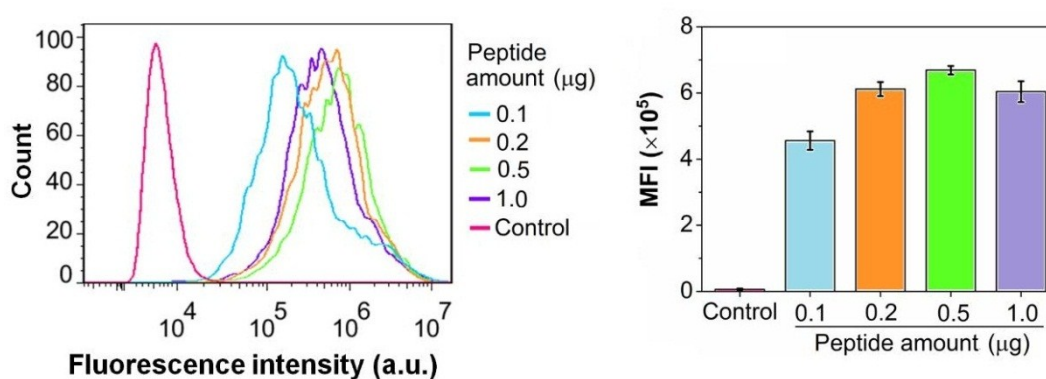 100
80
60
40
20
0
Count
10^4 10^5 10^6 10^7
Fluorescence intensity (a.u.)
Peptide
amount (μg)
0.1
0.2
0.5
1.0
Control
8
6
4
2
0
MFI (×10^5)
Control 0.1 0.2 0.5 1.0
Peptide amount (μg)